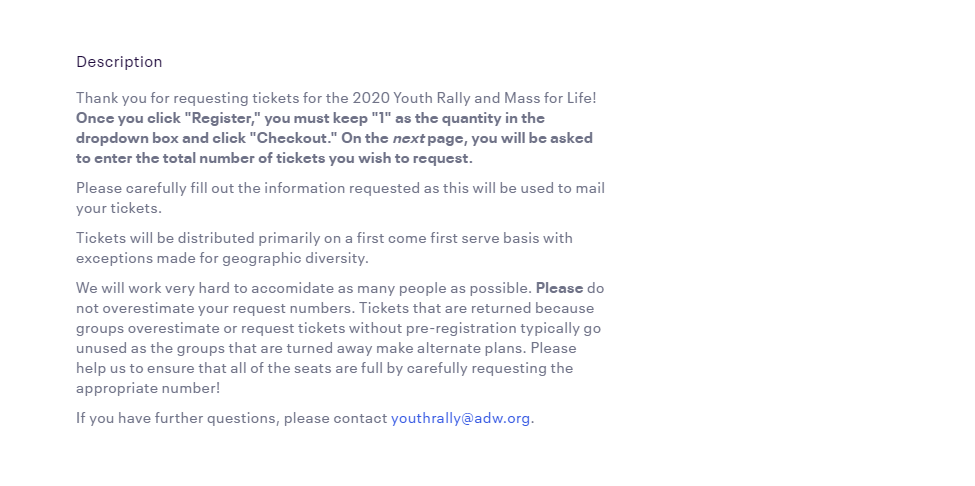 Description
Thank you for requesting tickets for the 2020 Youth Rally and Mass for Life!
Once you click "Register," you must keep "1" as the quantity in the
dropdown box and click "Checkout." On the next page, you will be asked
to enter the total number of tickets you wish to request.
Please carefully fill out the information requested as this will be used to mail
your tickets.
Tickets will be distributed primarily on a first come first serve basis with
exceptions made for geographic diversity.
We will work very hard to accomidate as many people as possible. Please do
not overestimate your request numbers. Tickets that are returned because
groups overestimate or request tickets without pre-registration typically go
unused as the groups that are turned away make alternate plans. Please
help us to ensure that all of the seats are full by carefully requesting the
appropriate number!
If you have further questions, please contact youthrally@adw.org.